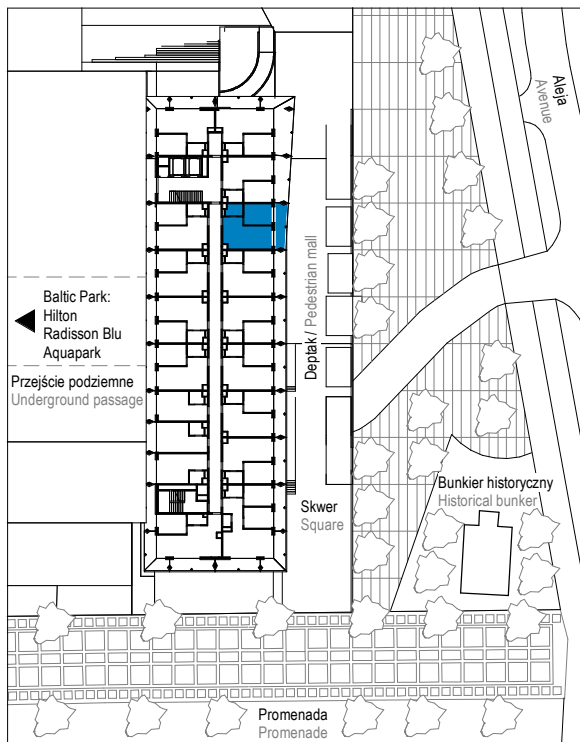 Aleja
Avenue
Baltic Park:
Hilton
Radisson Blu
Aquapark
Przejście podziemne
Underground passage
Deptak / Pedestrian mall
Skwer
Square
Bunkier historyczny
Historical bunker
Promenada
Promenade